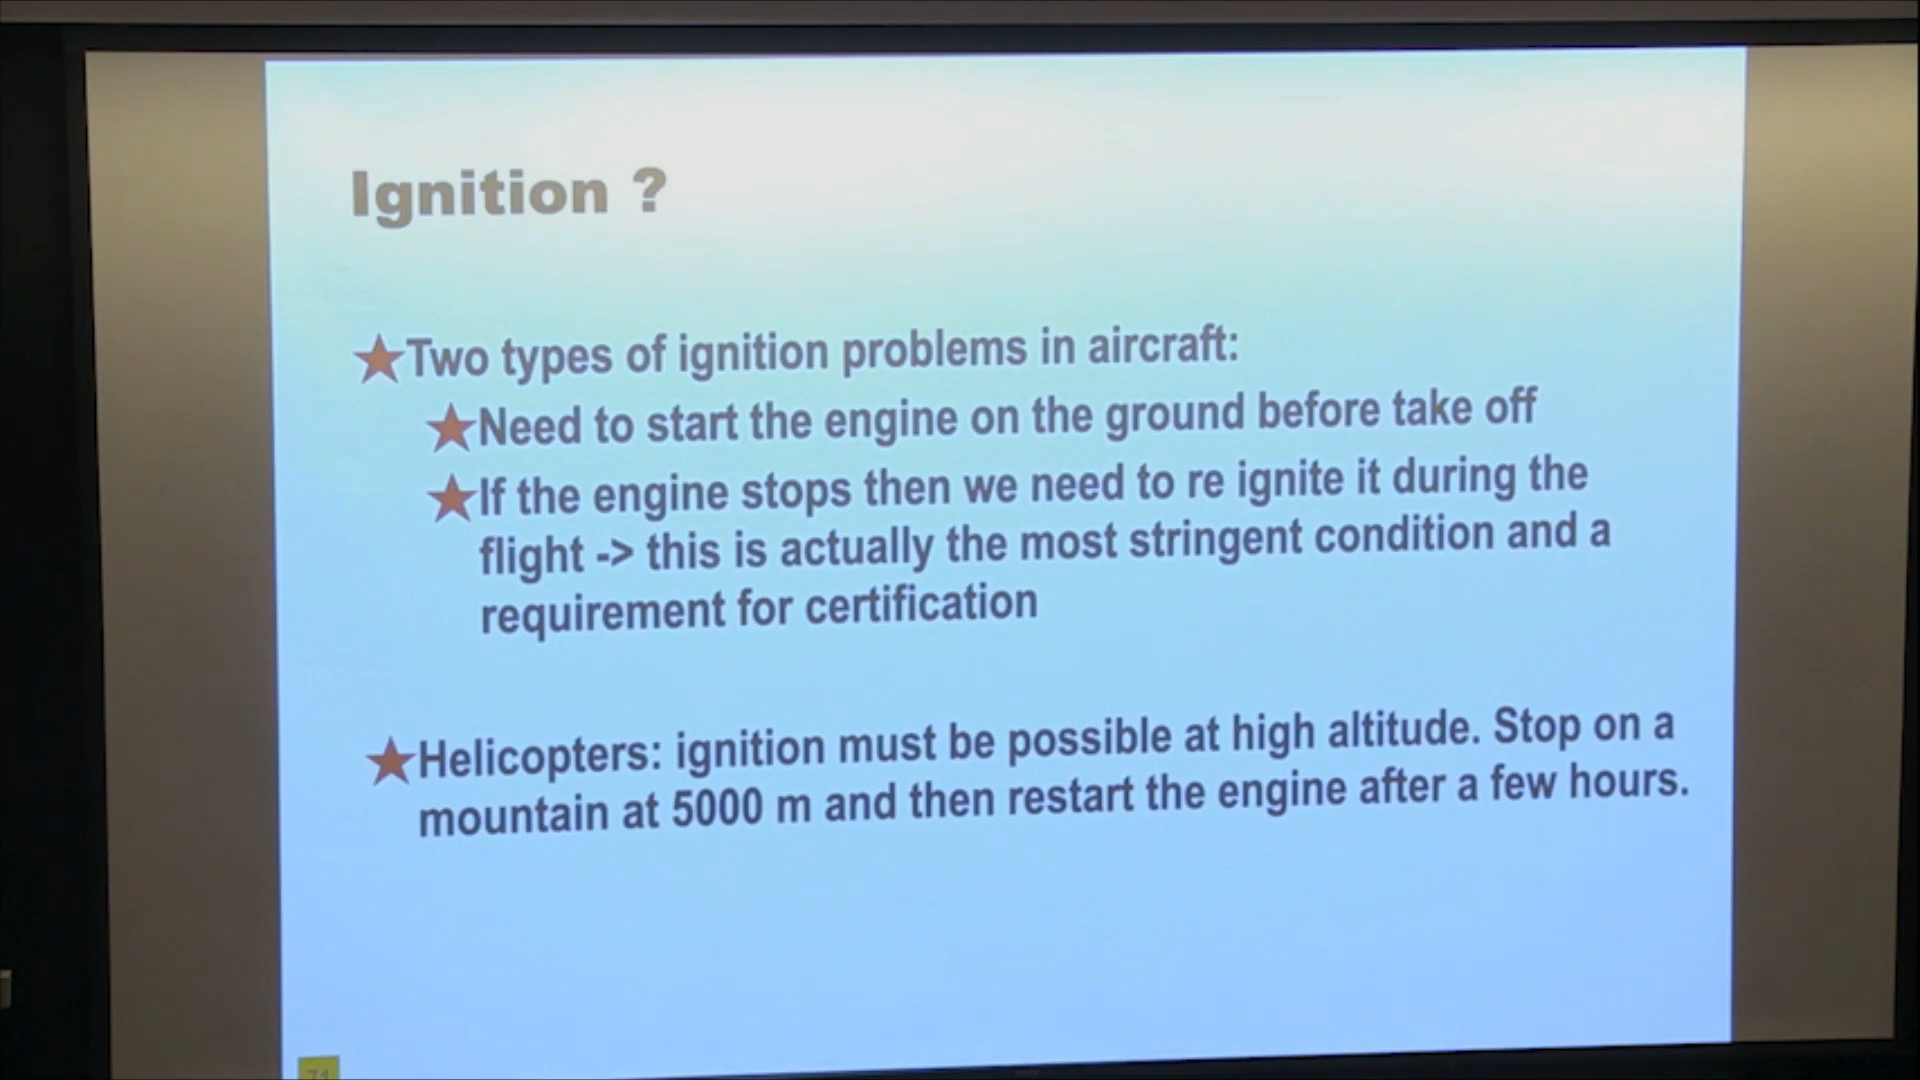 Ignition ?
Two types of ignition problems in aircraft:
Need to start the engine on the ground before take off
If the engine stops then we need to re ignite it during the
flight -> this is actually the most stringent condition and a
requirement for certification
Helicopters: ignition must be possible at high altitude. Stop on a
mountain at 5000 m and then restart the engine after a few hours.